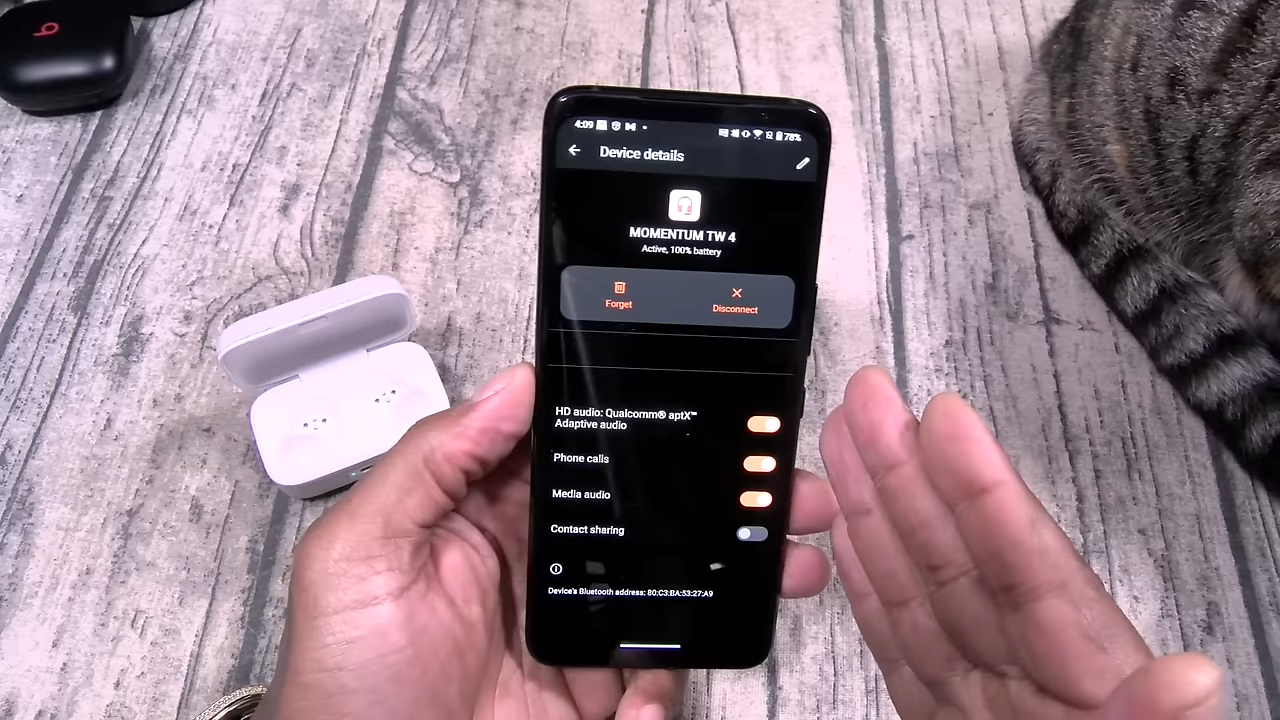 4:09
78%
Device details
MOMENTUM TW 4
Active, 100% battery
Forget
Disconnect
HD audio: Qualcomm® aptX™
Adaptive audio
Phone calls
Media audio
Contact sharing
Device's Bluetooth address: 80:C3:BA:53:27:A9